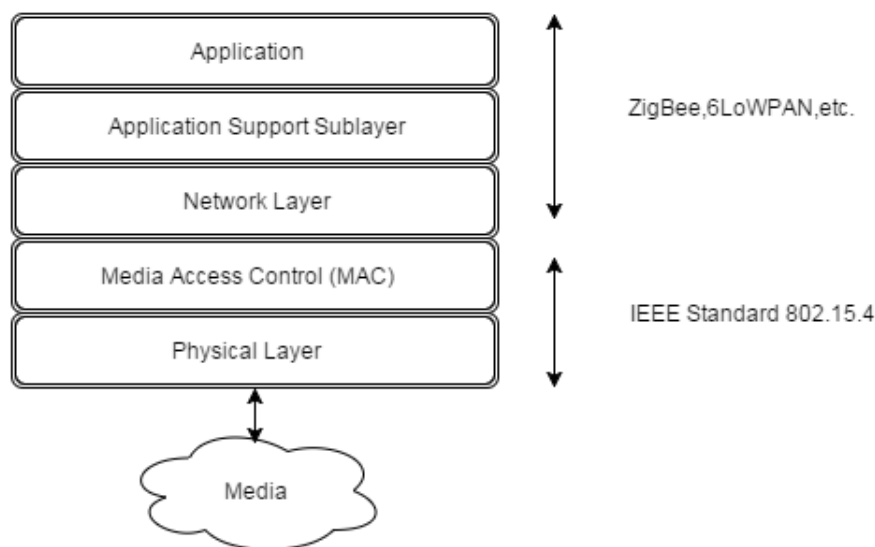 Application
Application Support Sublayer
ZigBee,6LoWPAN,etc.
Network Layer
Media Access Control (MAC)
IEEE Standard 802.15.4
Physical Layer
Media